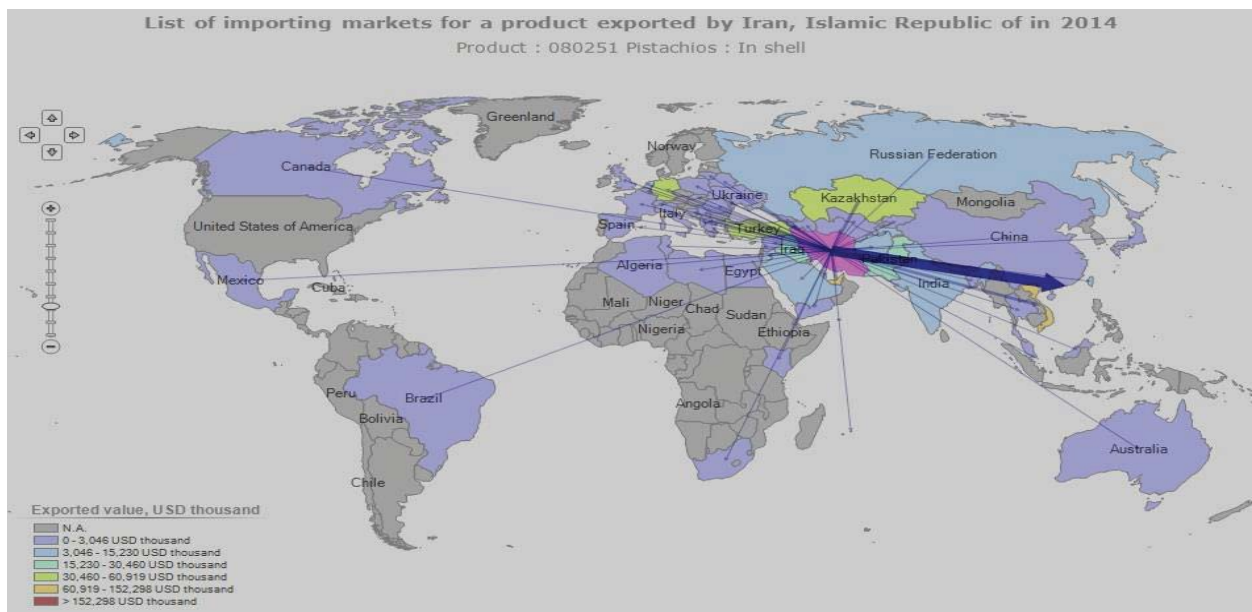 List of importing markets for a product exported by Iran, Islamic Republic of in 2014
Product : 080251 Pistachios : In shell
Greenland
Norway
Canada
Russian Federation
Ukraine
Kazakhstan
Mongolia
Italy
United States of America
Spain
Turkey
China
Iraq
Pakistan
Algeria
Egypt
Mexico
India
Cuba
Mali
Niger
Chad
Sudan
Nigeria
Ethiopia
Peru
Brazil
Angola
Bolivia
Australia
Chile
Exported value, USD thousand
N.A.
0 - 3,046 USD thousand
3,046 - 15,230 USD thousand
15,230 - 30,460 USD thousand
30,460 - 60,919 USD thousand
60,919 - 152,298 USD thousand
> 152,298 USD thousand